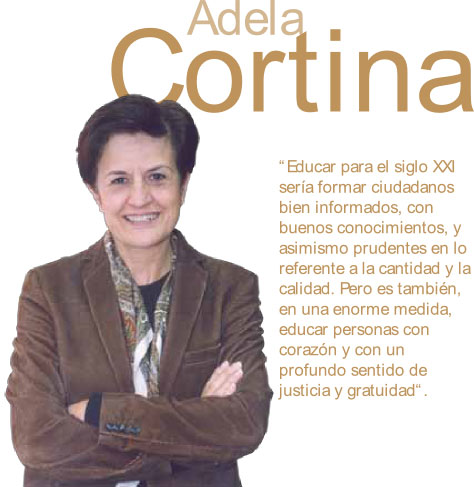 Adela
Cortina
“Educar para el siglo XXI
sería formar ciudadanos
bien informados, con
buenos conocimientos, y
asimismo prudentes en lo
referente a la cantidad y la
calidad. Pero es también,
en una enorme medida,
educar personas con
corazón y con un
profundo sentido de
justicia y gratuidad“.